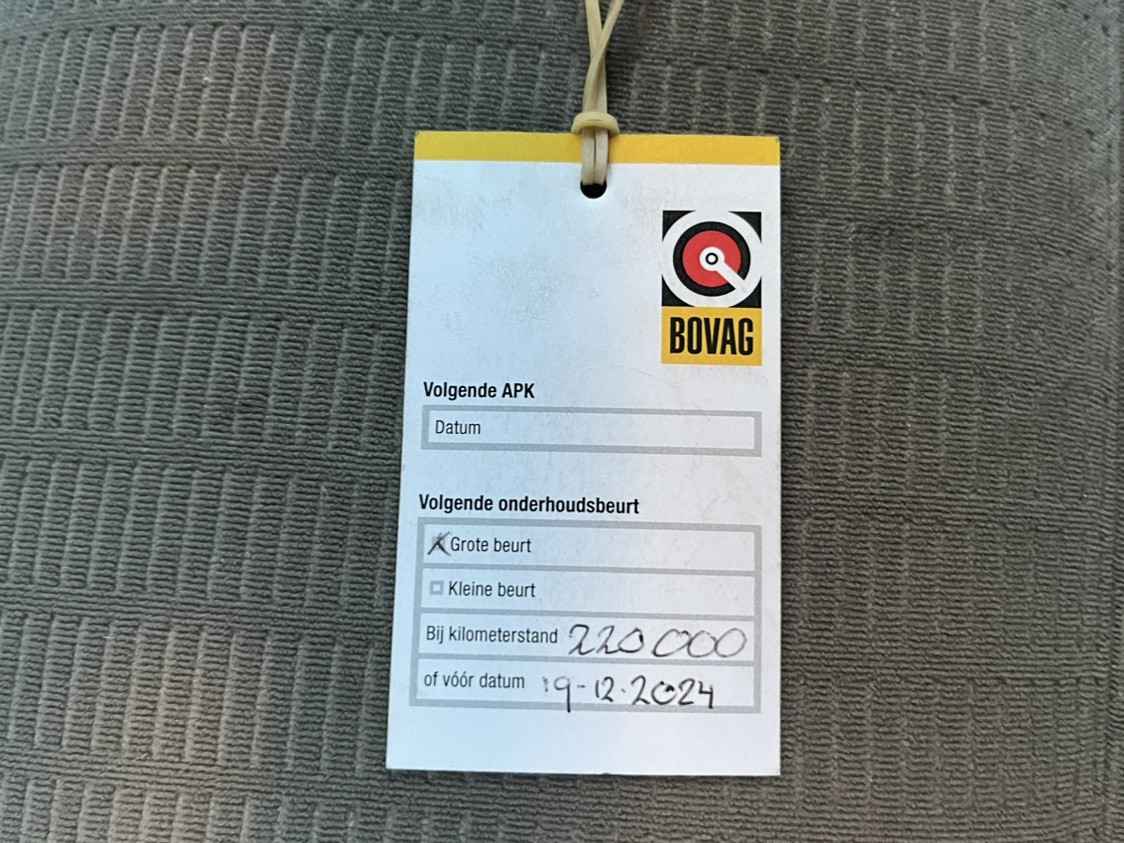 BOVAG
Volgende APK
Datum
Volgende onderhoudsbeurt
Grote beurt
Kleine beurt
Bij kilometerstand 220000
of vóór datum 19-12-2024